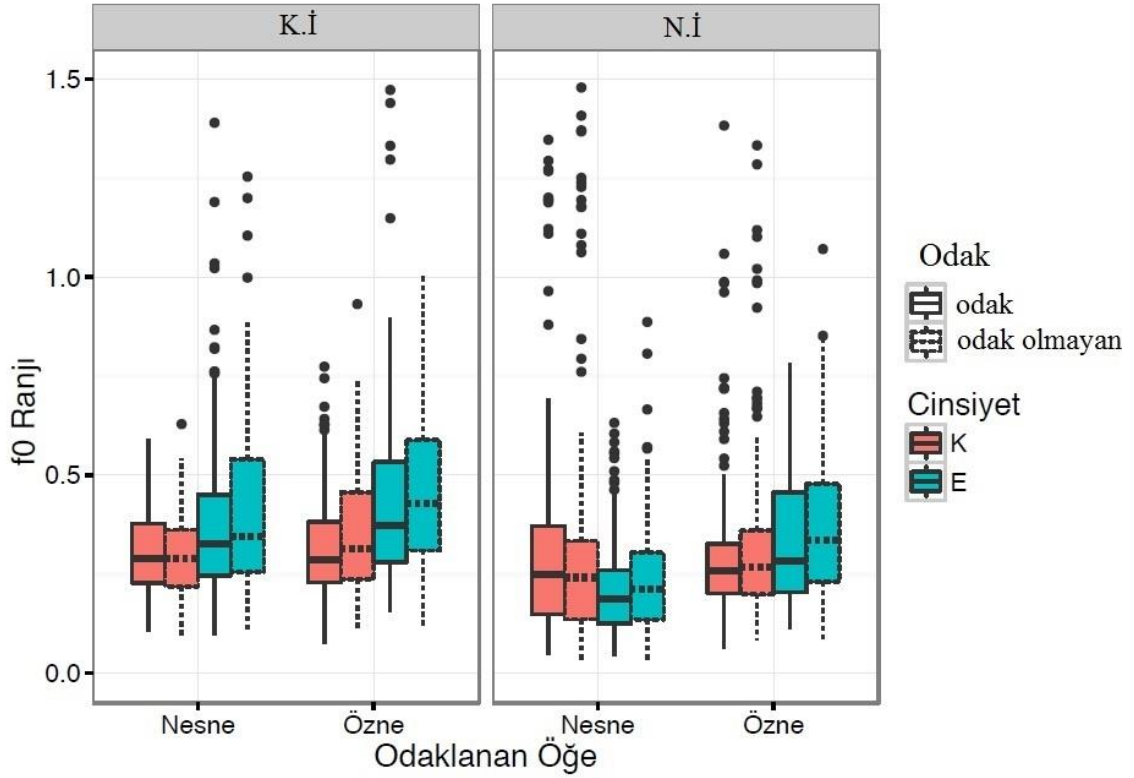 K.İ
N.İ
1.5
1.0
0.5
0.0
f0 Ranjı
Nesne
Özne
Nesne
Özne
Odaklanan Öğe
Odak
odak
odak olmayan
Cinsiyet
K
E